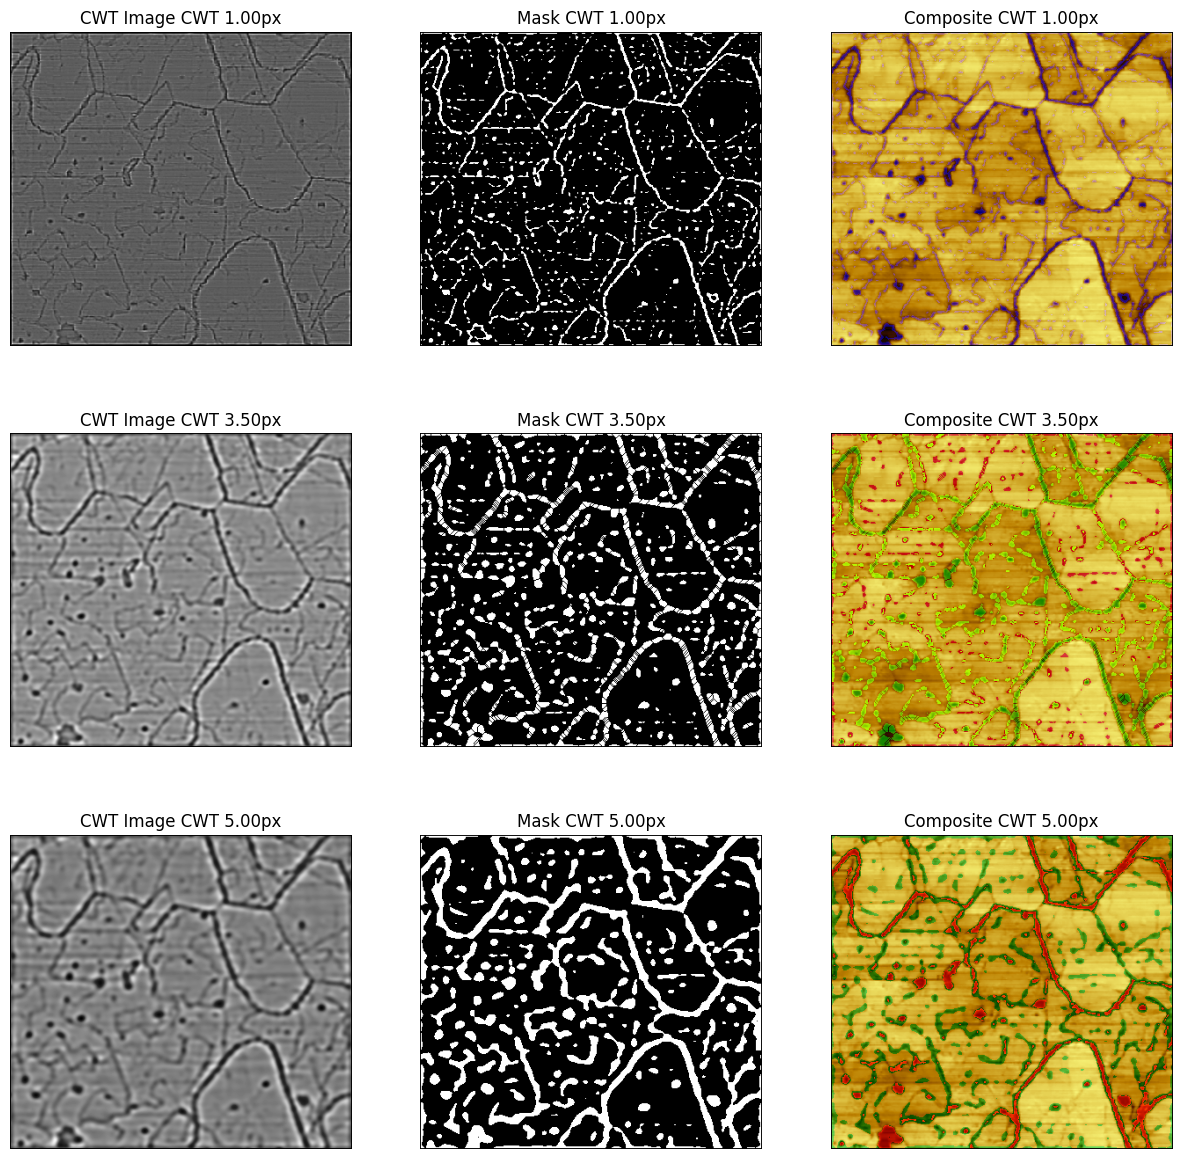 CWT Image CWT 1.00px
Mask CWT 1.00px
Composite CWT 1.00px
CWT Image CWT 3.50px
Mask CWT 3.50px
Composite CWT 3.50px
CWT Image CWT 5.00px
Mask CWT 5.00px
Composite CWT 5.00px